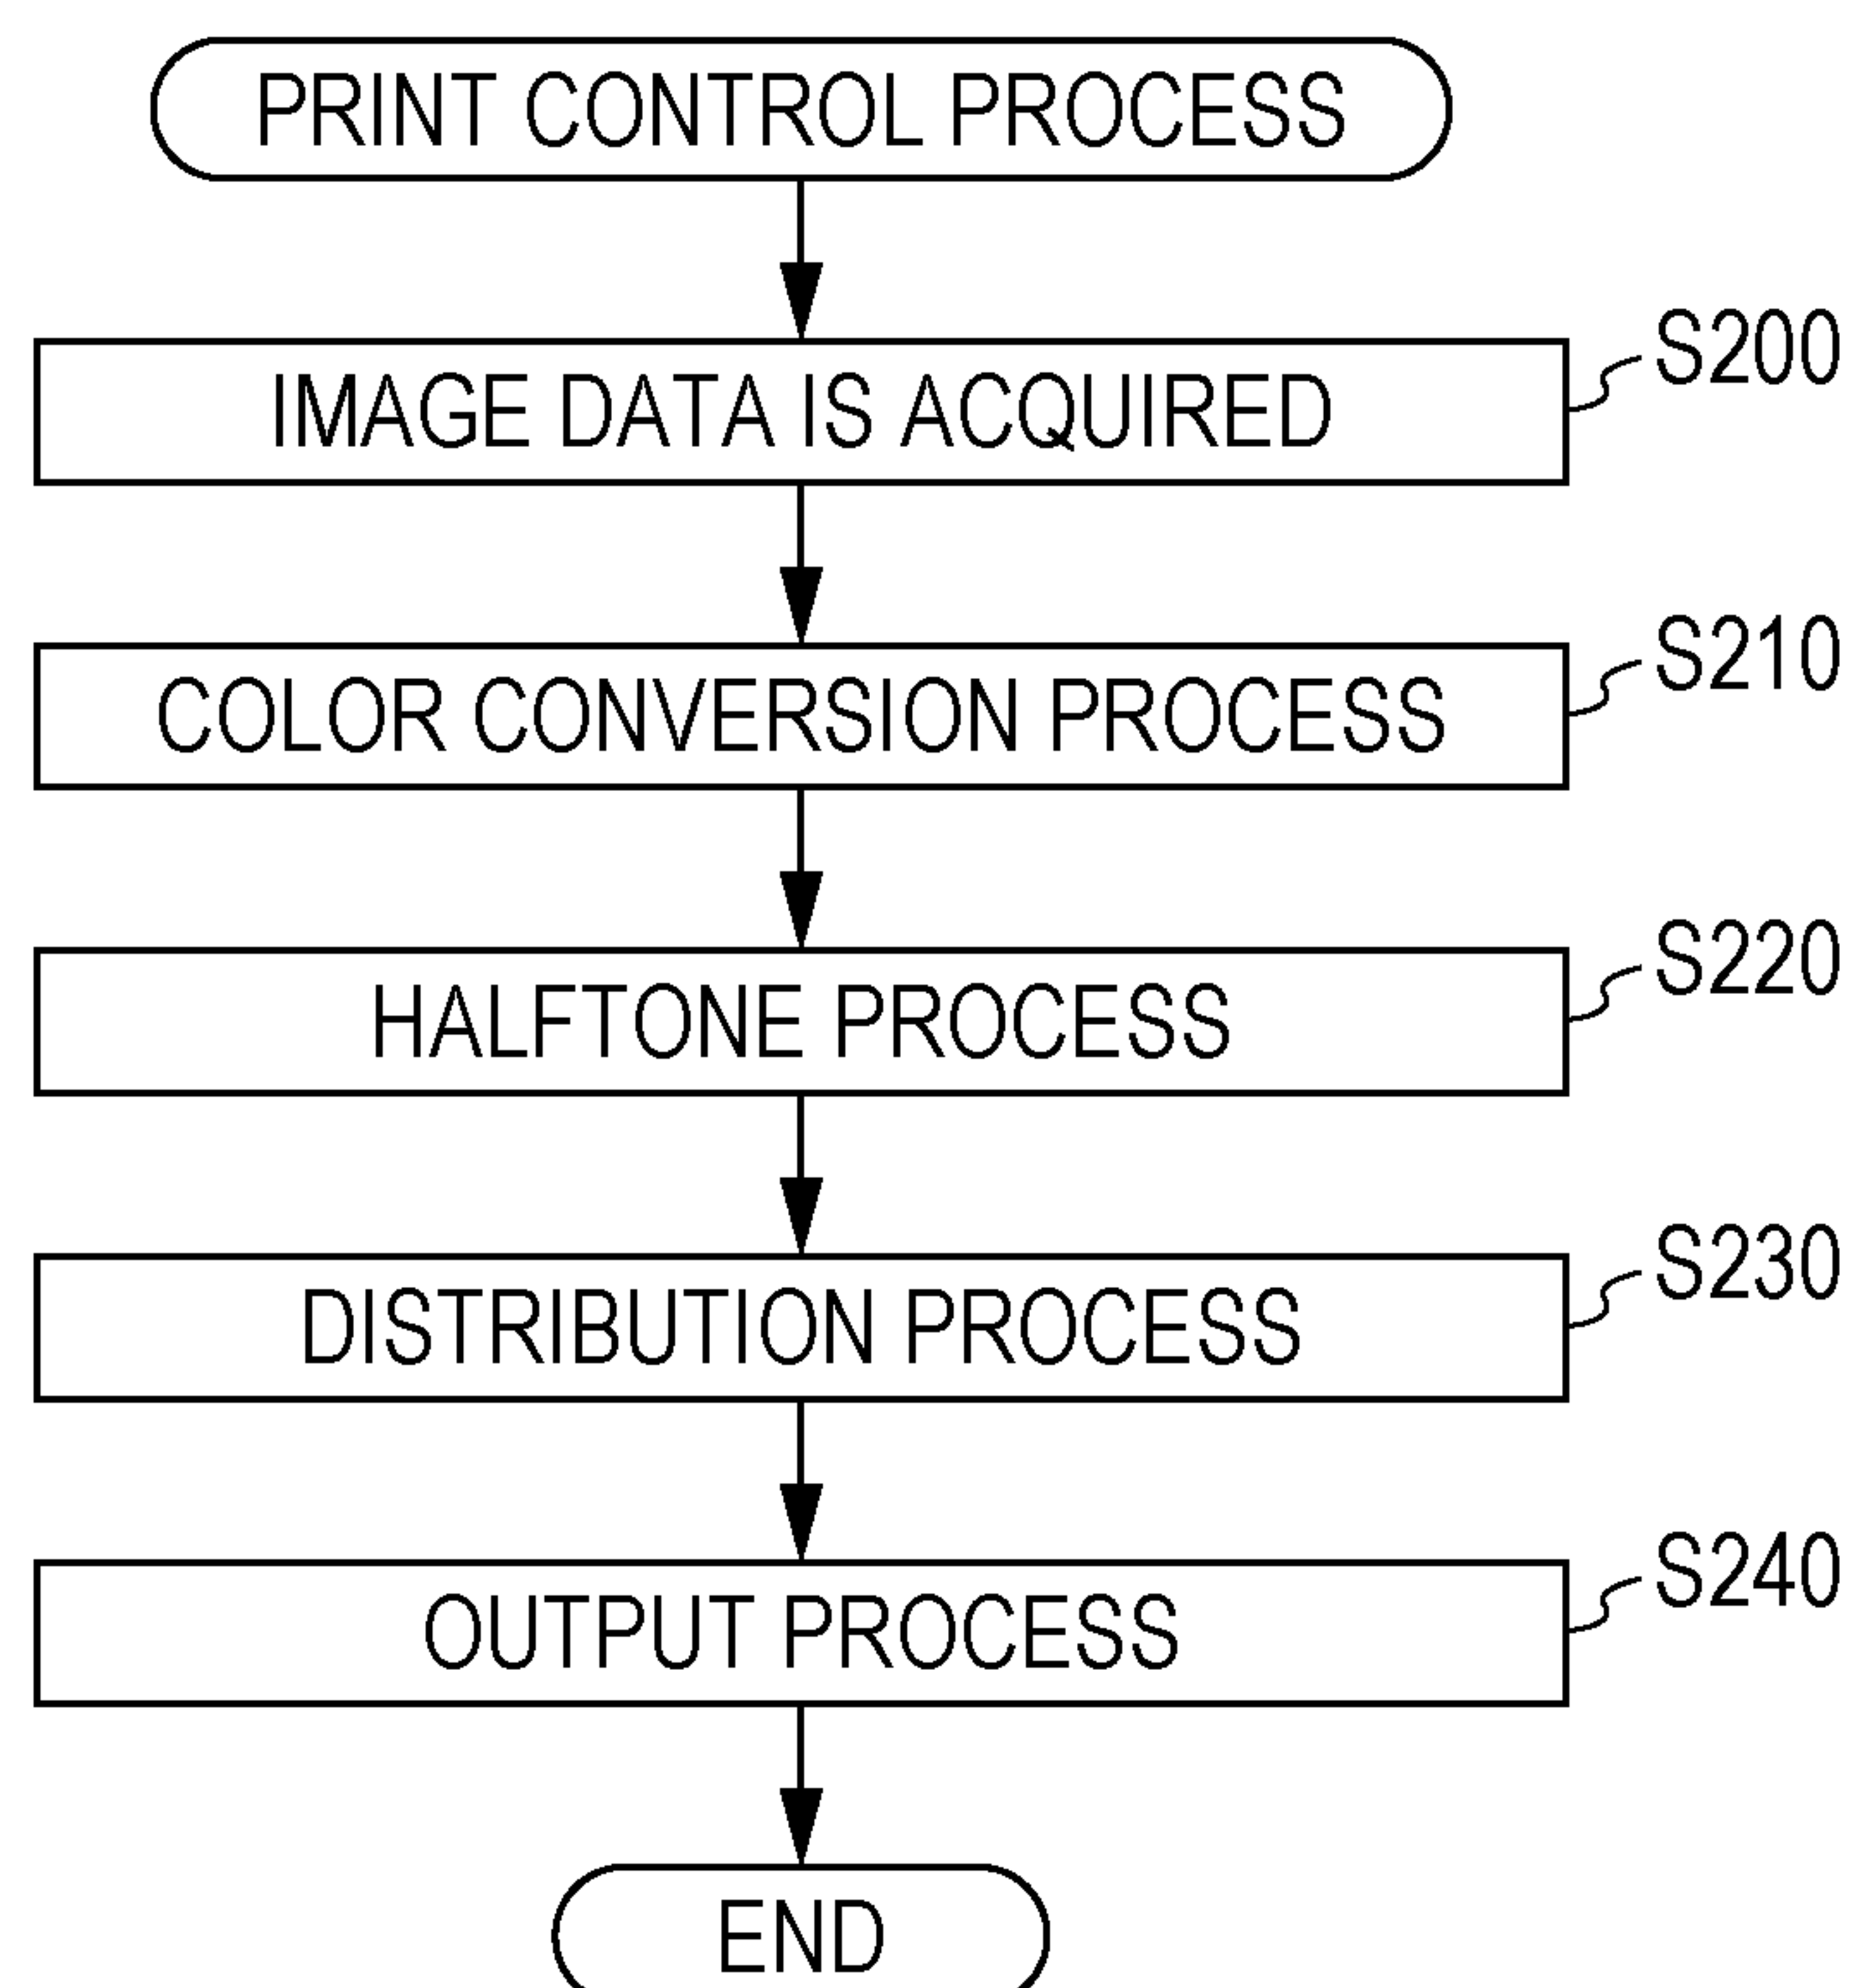 PRINT CONTROL PROCESS
IMAGE DATA IS ACQUIRED
S200
COLOR CONVERSION PROCESS
S210
HALFTONE PROCESS
S220
DISTRIBUTION PROCESS
S230
OUTPUT PROCESS
S240
END